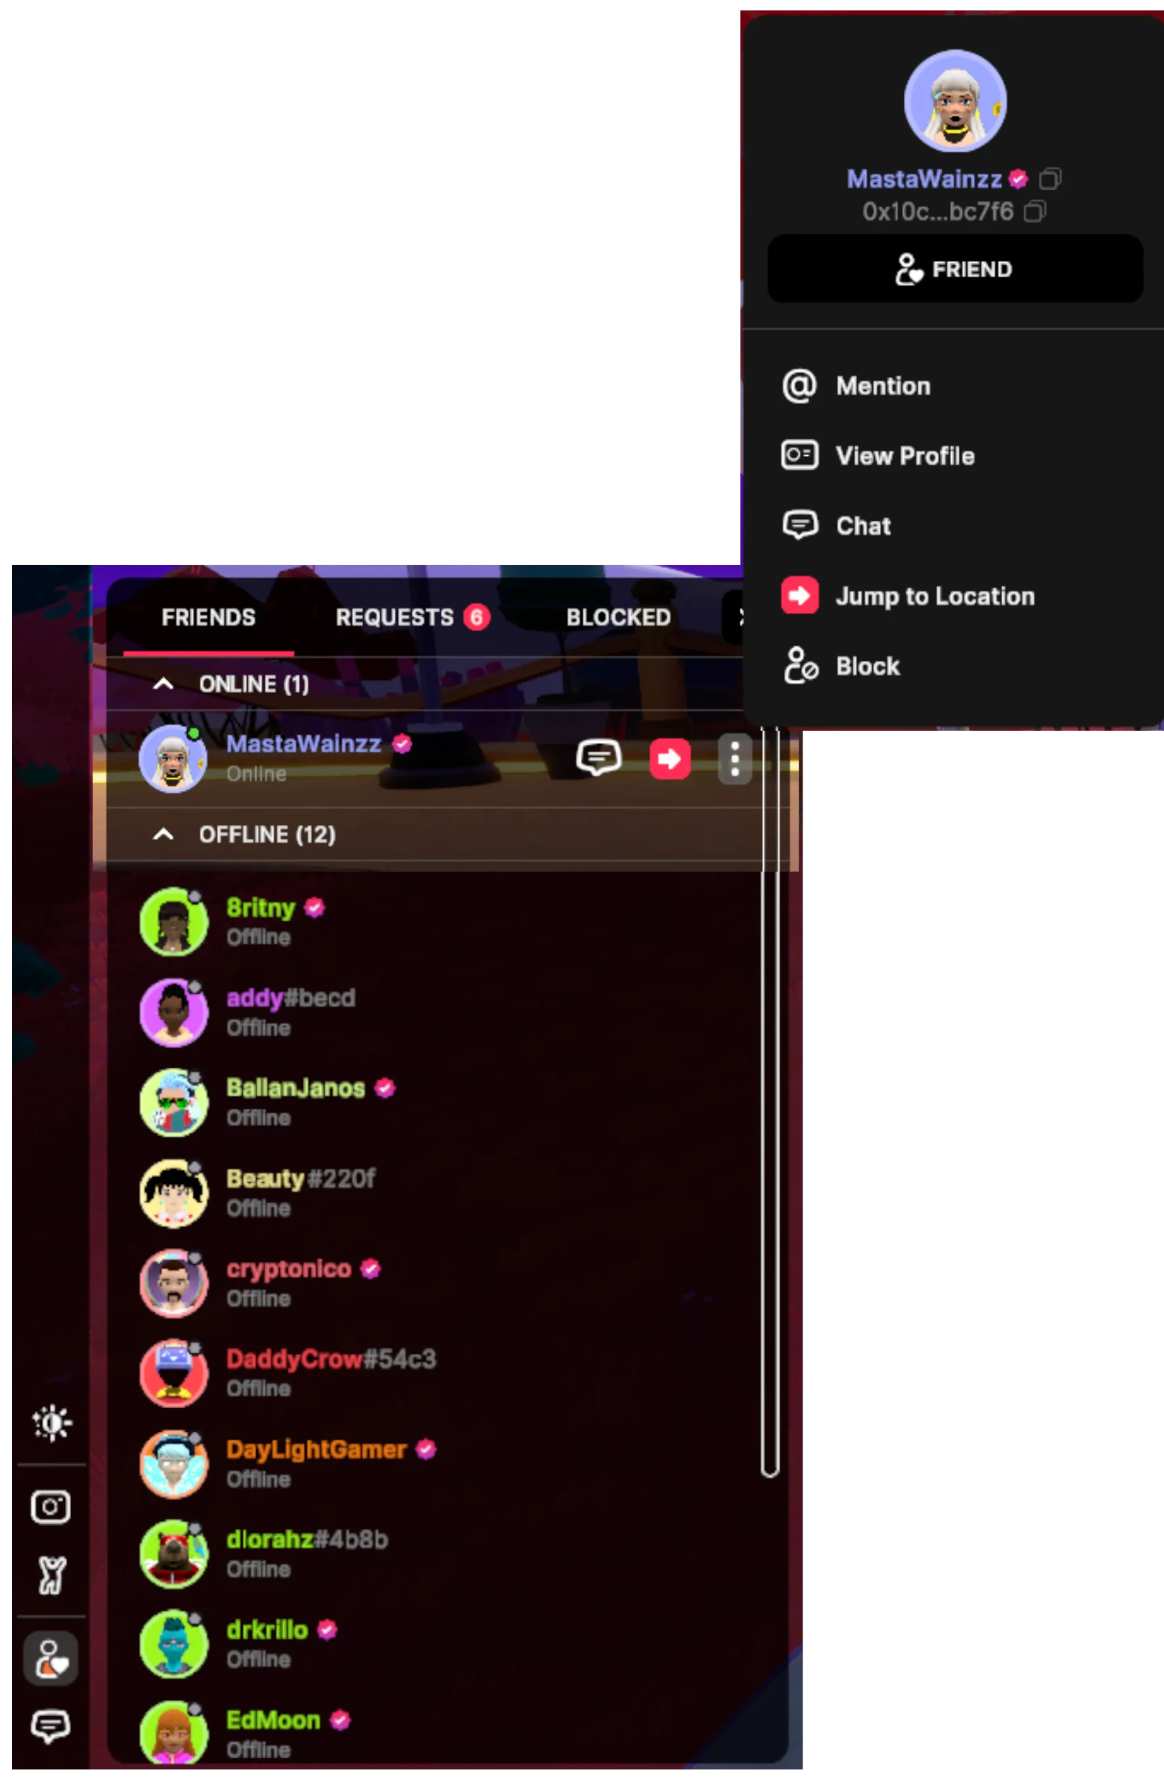 MastaWainzz
0x10c...bc7f6
FRIEND
@ Mention
View Profile
Chat
Jump to Location
Block
FRIENDS REQUESTS 6 BLOCKED
ONLINE (1)
MastaWainzz
Online
OFFLINE (12)
8ritny
Offline
addy#becd
Offline
BallanJanos
Offline
Beauty#220f
Offline
cryptonico
Offline
DaddyCrow#54c3
Offline
DayLightGamer
Offline
dlorahz#4b8b
Offline
drkrillo
Offline
EdMoon
Offline